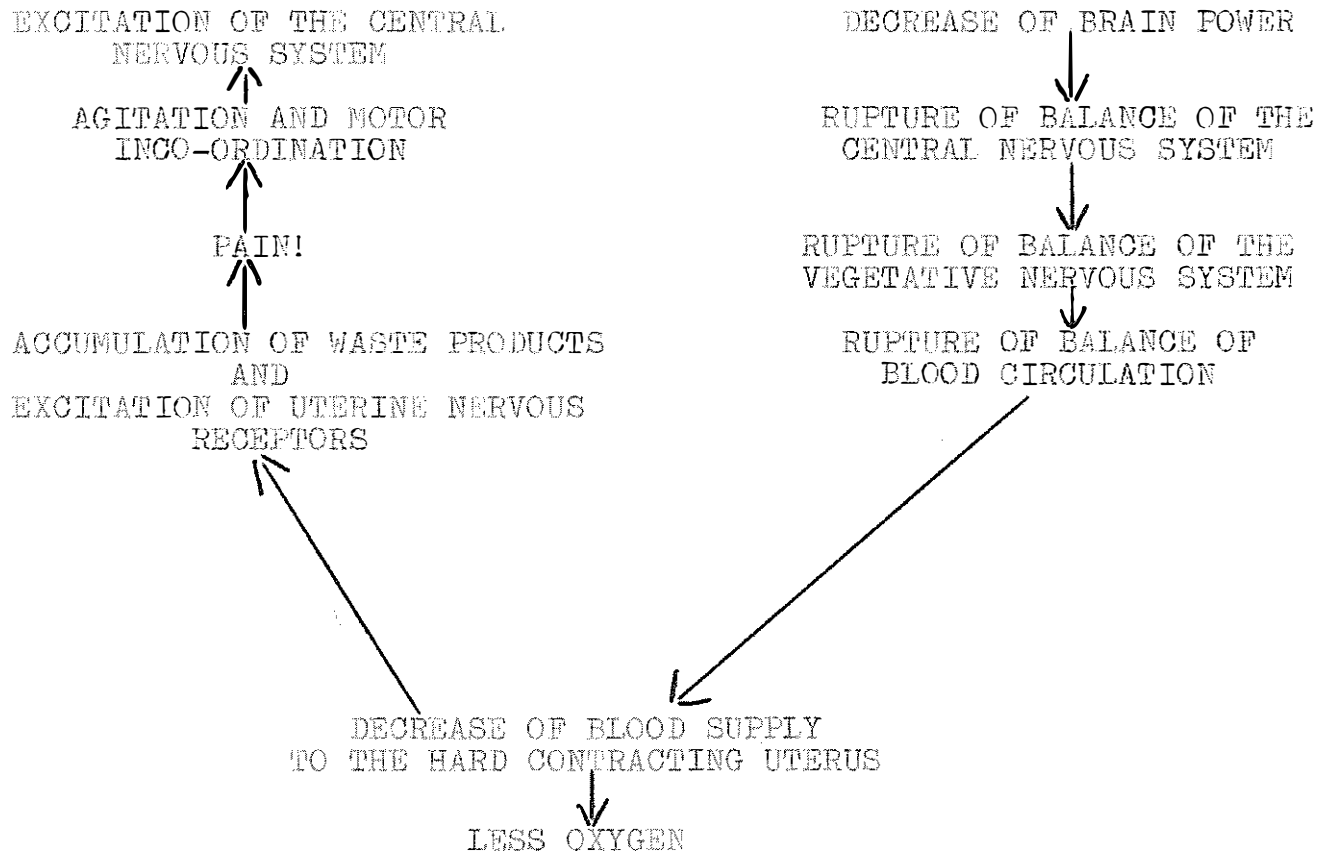 EXCITATION OF THE CENTRAL
NERVOUS SYSTEM
AGITATION AND MOTOR
INCO-ORDINATION
PAIN!
ACCUMULATION OF WASTE PRODUCTS
AND
EXCITATION OF UTERINE NERVOUS
RECEPTORS
DECREASE OF BRAIN POWER
RUPTURE OF BALANCE OF THE
CENTRAL NERVOUS SYSTEM
RUPTURE OF BALANCE OF THE
VEGETATIVE NERVOUS SYSTEM
RUPTURE OF BALANCE OF
BLOOD CIRCULATION
DECREASE OF BLOOD SUPPLY
TO THE HARD CONTRACTING UTERUS
LESS OXYGEN